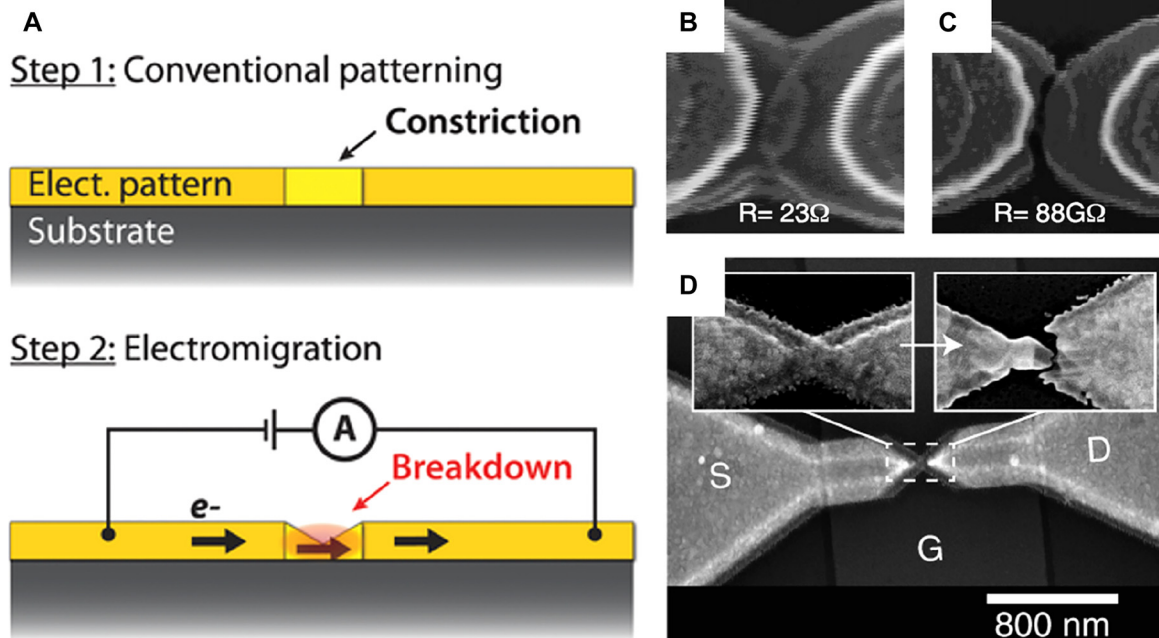 A
Step 1: Conventional patterning
Constriction
Elect. pattern
Substrate
Step 2: Electromigration
A
Breakdown
e-
B
R= 23Ω
C
R= 88GΩ
D
S
D
G
800 nm